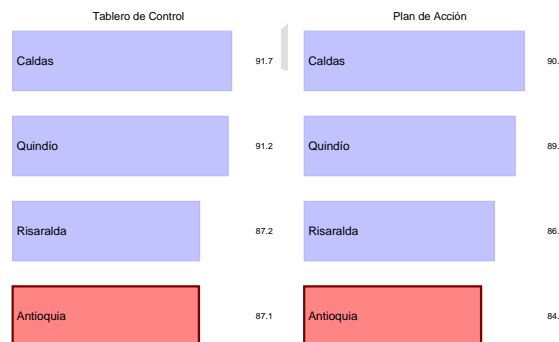 Tablero de Control
Plan de Acción
Caldas 91.7
Caldas 90.
Quindío 91.2
Quindío 89.
Risaralda 87.2
Risaralda 86.
Antioquia 87.1
Antioquia 84.